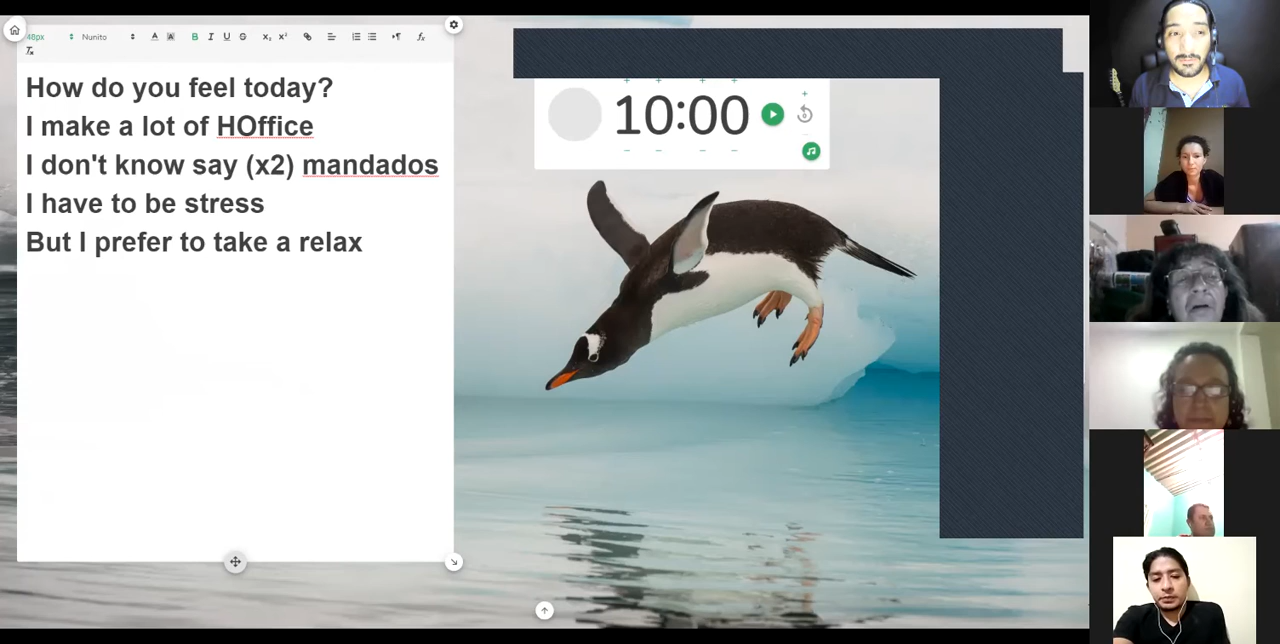 48px Nunito
How do you feel today?
I make a lot of HOffice
I don't know say (x2) mandados
I have to be stress
But I prefer to take a relax
10:00